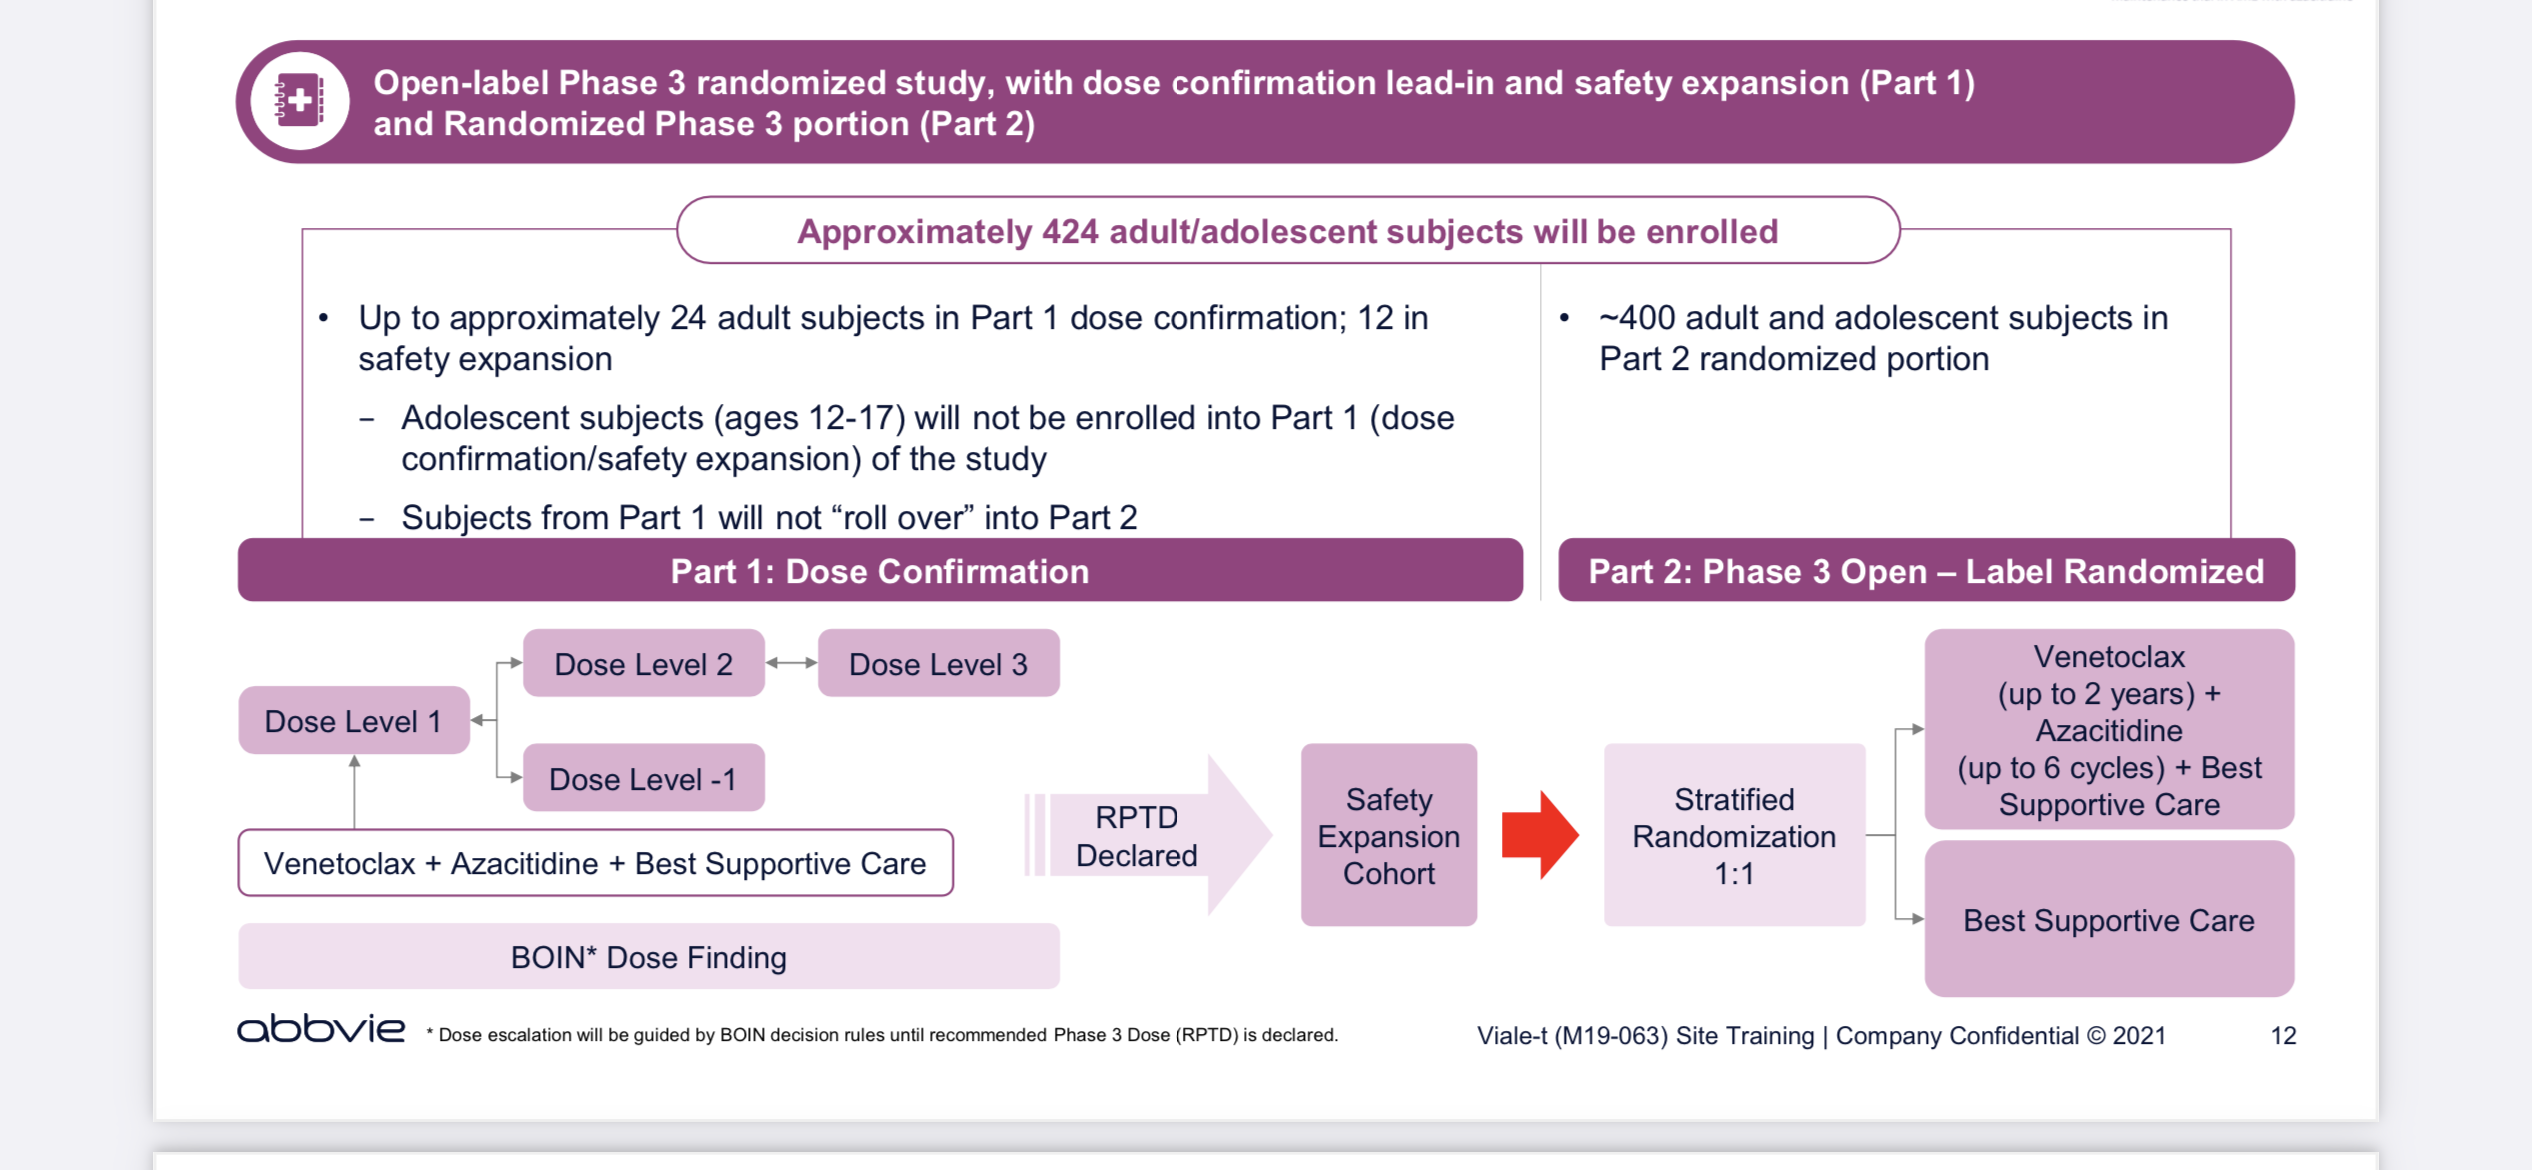 Open-label Phase 3 randomized study, with dose confirmation lead-in and safety expansion (Part 1)
and Randomized Phase 3 portion (Part 2)
Approximately 424 adult/adolescent subjects will be enrolled
• Up to approximately 24 adult subjects in Part 1 dose confirmation; 12 in
safety expansion
– Adolescent subjects (ages 12-17) will not be enrolled into Part 1 (dose
confirmation/safety expansion) of the study
– Subjects from Part 1 will not “roll over” into Part 2
• ~400 adult and adolescent subjects in
Part 2 randomized portion
Part 1: Dose Confirmation
Part 2: Phase 3 Open – Label Randomized
Dose Level 1
Dose Level 2
Dose Level 3
Dose Level -1
Venetoclax + Azacitidine + Best Supportive Care
BOIN* Dose Finding
RPTD
Declared
Safety
Expansion
Cohort
Stratified
Randomization
1:1
Venetoclax
(up to 2 years) +
Azacitidine
(up to 6 cycles) + Best
Supportive Care
Best Supportive Care
abbvie
* Dose escalation will be guided by BOIN decision rules until recommended Phase 3 Dose (RPTD) is declared.
Viale-t (M19-063) Site Training | Company Confidential © 2021
12